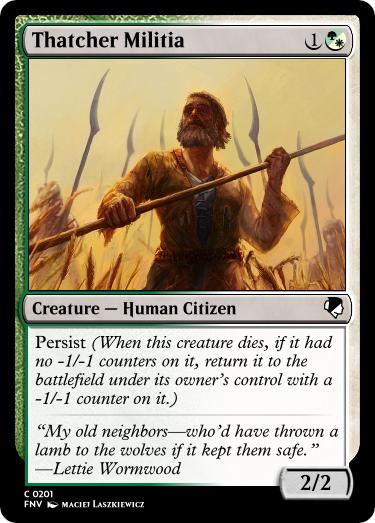 Thatcher Militia 1
Creature — Human Citizen
Persist (When this creature dies, if it had
no -1/-1 counters on it, return it to the
battlefield under its owner's control with a
-1/-1 counter on it.)
“My old neighbors—who'd have thrown a
lamb to the wolves if it kept them safe.”
—Lettie Wormwood
2/2
C 0201
FNV MACIEJ LASZKIEWICZ